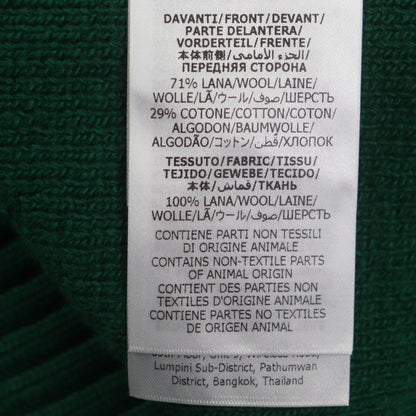 DAVANTI/FRONT/DEVANT/
PARTE DELANTERA/
VORDERTEIL/FRENTE/
本体前側/الجزء الأمامي/
ПЕРЕДНЯЯ СТОРОНА
71% LANA/WOOL/LAINE/
WOLLE/LÃ/ウール/صوف/ШЕРСТЬ
29% COTONE/COTTON/COTON/
ALGODON/BAUMWOLLE/
ALGODÃO/コットン/قطن/ХЛОПОК
TESSUTO/FABRIC/TISSU/
TEJIDO/GEWEBE/TECIDO/
本体/قماش/ТКАНЬ
100% LANA/WOOL/LAINE/
WOLLE/LÃ/ウール/صوف/ШЕРСТЬ
CONTIENE PARTI NON TESSILI
DI ORIGINE ANIMALE
CONTAINS NON-TEXTILE PARTS
OF ANIMAL ORIGIN
CONTIENT DES PARTIES NON
TEXTILES D'ORIGINE ANIMALE
CONTIENE PARTES NO
TEXTILES DE ORIGEN ANIMAL
Lumpini Sub-District, Pathumwan
District, Bangkok, Thailand